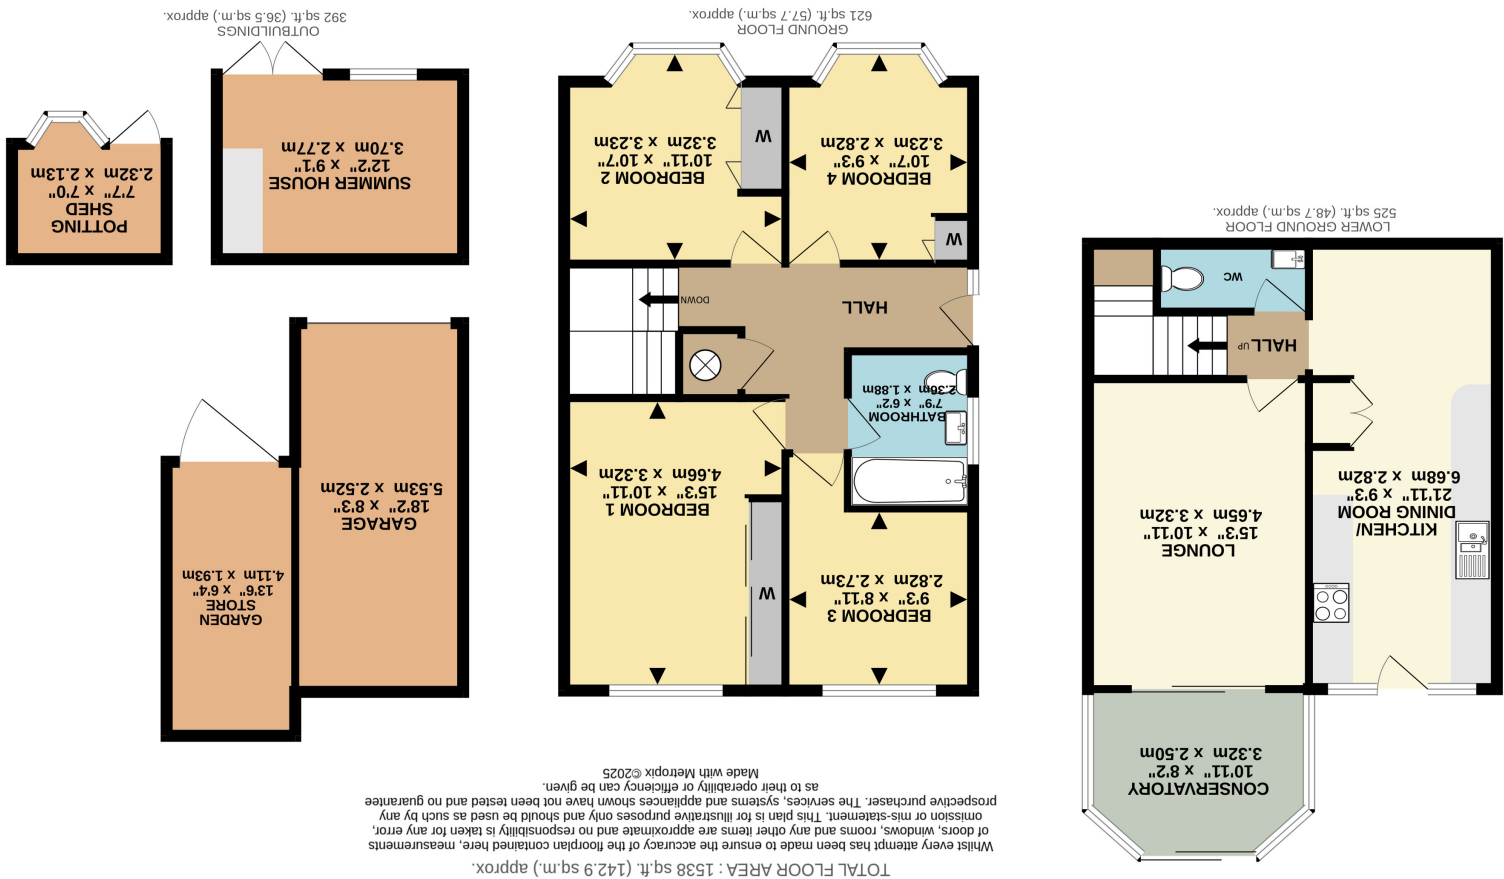 TOTAL FLOOR AREA : 1538 sq.ft. (142.9 sq.m.) approx.
Whilst every attempt has been made to ensure the accuracy of the floorplan contained here, measurements
of doors, windows, rooms and any other items are approximate and no responsibility is taken for any error,
omission or mis-statement. This plan is for illustrative purposes only and should be used as such by any
prospective purchaser. The services, systems and appliances shown have not been tested and no guarantee
as to their operability or efficiency can be given.
Made with Metropix ©2025
CONSERVATORY
10'11" x 8'2"
3.32m x 2.50m
KITCHEN/
DINING ROOM
21'11" x 9'3"
6.68m x 2.82m
LOUNGE
15'3" x 10'11"
4.65m x 3.32m
HALL
UP
WC
LOWER GROUND FLOOR
525 sq.ft. (48.7 sq.m.) approx.
BEDROOM 3
9'3" x 8'11"
2.82m x 2.73m
W
BEDROOM 1
15'3" x 10'11"
4.66m x 3.32m
BATHROOM
7'9" x 6'2"
2.36m x 1.88m
HALL
DOWN
W
BEDROOM 4
10'7" x 9'3"
3.23m x 2.82m
W
BEDROOM 2
10'11" x 10'7"
3.32m x 3.23m
GROUND FLOOR
621 sq.ft. (57.7 sq.m.) approx.
GARDEN
STORE
13'6" x 6'4"
4.11m x 1.93m
GARAGE
18'2" x 8'3"
5.53m x 2.52m
SUMMER HOUSE
12'2" x 9'1"
3.70m x 2.77m
POTTING
SHED
7'7" x 7'0"
2.32m x 2.13m
OUTBUILDINGS
392 sq.ft. (36.5 sq.m.) approx.